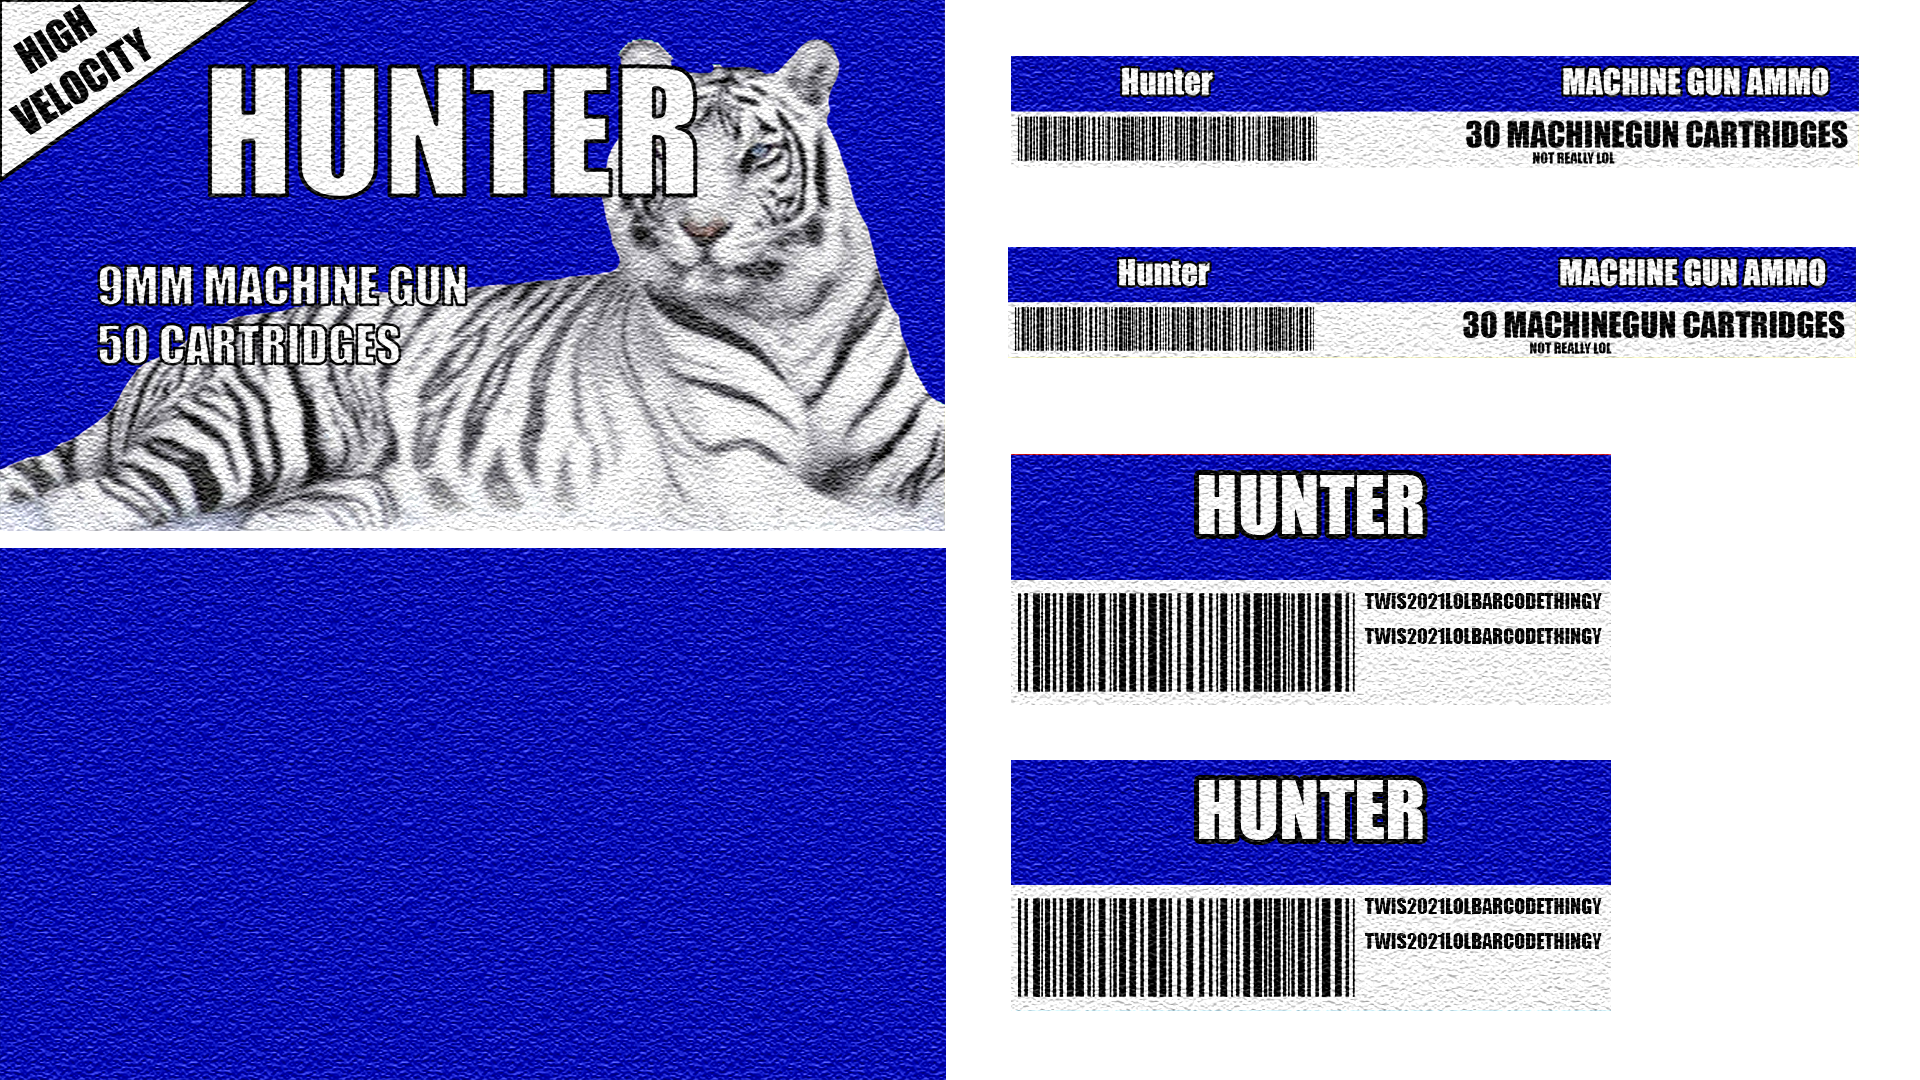 HIGH
VELOCITY
HUNTER
9MM MACHINE GUN
50 CARTRIDGES
Hunter
MACHINE GUN AMMO
30 MACHINEGUN CARTRIDGES
NOT REALLY LOL
Hunter
MACHINE GUN AMMO
30 MACHINEGUN CARTRIDGES
NOT REALLY LOL
HUNTER
TWIS2021LOLBARCODETHINGY
TWIS2021LOLBARCODETHINGY
HUNTER
TWIS2021LOLBARCODETHINGY
TWIS2021LOLBARCODETHINGY